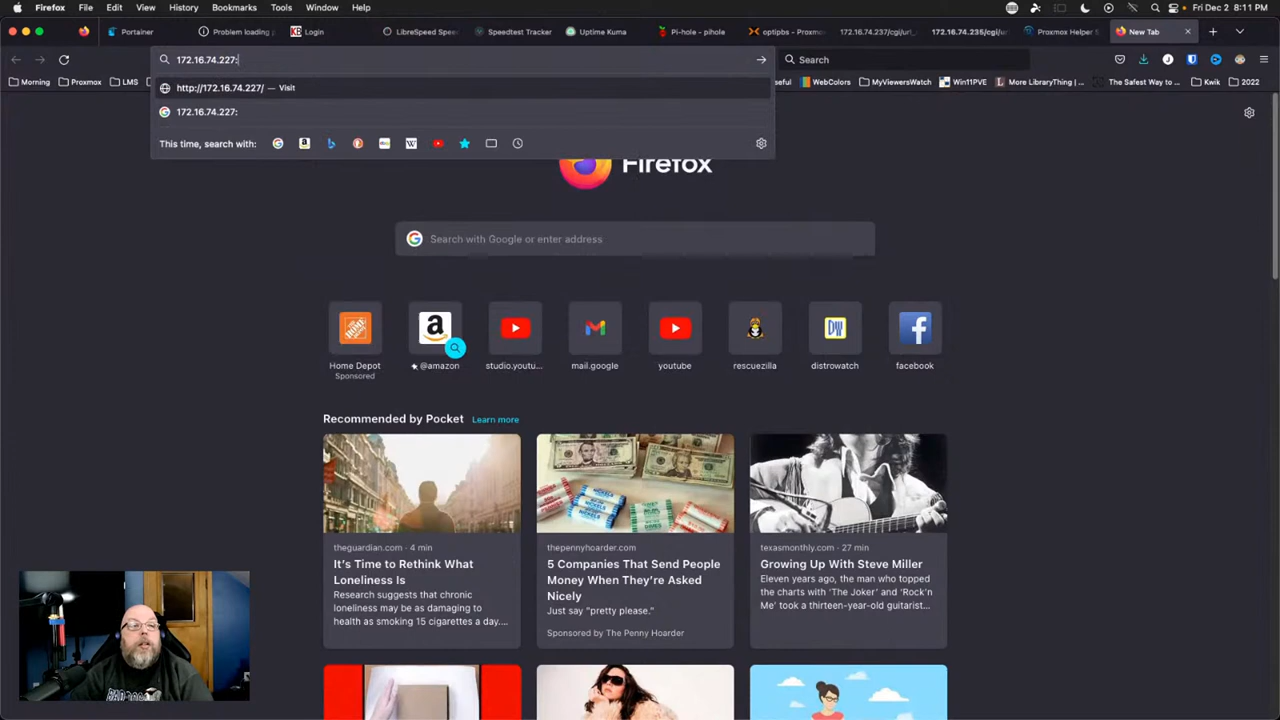 Firefox File Edit View History Bookmarks Tools Window Help Fri Dec 2 8:11 PM
Portainer Problem loading p KB Login LibreSpeed Speed Speedtest Tracker Uptime Kuma Pi-hole - pihole optipbs - Proxmo 172.16.74.237/cgi/url_ 172.16.74.235/cgi/ur Proxmox Helper S New Tab
172.16.74.227: Search
Morning Proxmox LMS seful WebColors MyViewersWatch Win11PVE More LibraryThing ( The Safest Way to ... Kwik 2022
http://172.16.74.227/ — Visit
172.16.74.227:
This time, search with:
Firefox
Search with Google or enter address
Home Depot @amazon studio.youtu... mail.google youtube rescuezilla distrowatch facebook
Sponsored
Recommended by Pocket Learn more
theguardian.com · 4 min
It's Time to Rethink What
Loneliness Is
Research suggests that chronic
loneliness may be as damaging to
health as smoking 15 cigarettes a day....
thepennyhoarder.com
5 Companies That Send People
Money When They're Asked
Nicely
Just say "pretty please."
Sponsored by The Penny Hoarder
texasmonthly.com · 27 min
Growing Up With Steve Miller
Eleven years ago, the man who topped
the charts with 'The Joker' and 'Rock'n
Me' took a thirteen-year-old guitarist...